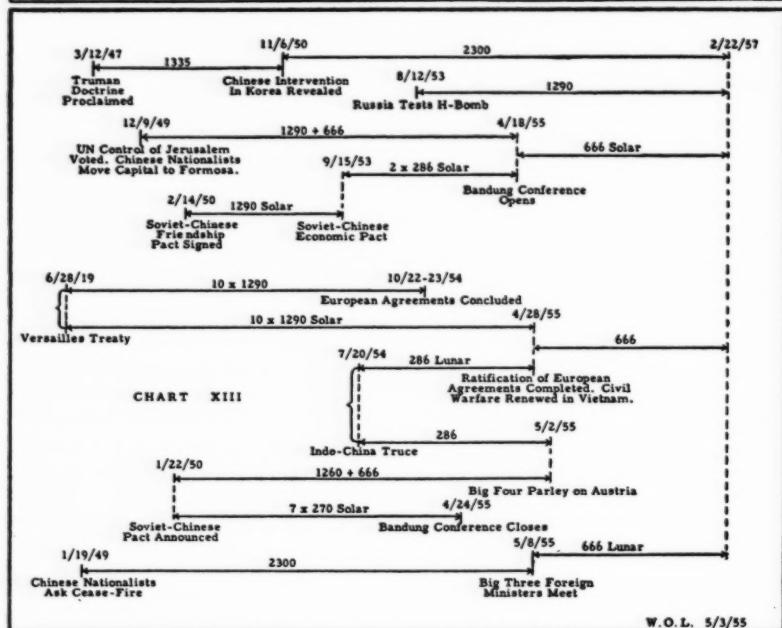 3/12/47
11/6/50
2300
2/22/57
1335
Truman
Doctrine
Proclaimed
Chinese Intervention
In Korea Revealed
8/12/53
1290
Russia Tests H-Bomb
12/9/49
1290 + 666
4/18/55
UN Control of Jerusalem
Voted. Chinese Nationalists
Move Capital to Formosa.
666 Solar
9/15/53
2 x 286 Solar
Bandung Conference
Opens
2/14/50
1290 Solar
Soviet-Chinese
Friendship
Pact Signed
Soviet-Chinese
Economic Pact
6/28/19
10 x 1290
10/22-23/54
European Agreements Concluded
10 x 1290 Solar
4/28/55
Versailles Treaty
666
7/20/54
286 Lunar
Ratification of European
Agreements Completed. Civil
Warfare Renewed in Vietnam.
CHART XIII
286
5/2/55
Indo-China Truce
1/22/50
1260 + 666
Big Four Parley on Austria
7 x 270 Solar
4/24/55
Soviet-Chinese
Pact Announced
Bandung Conference Closes
1/19/49
5/8/55
666 Lunar
2300
Chinese Nationalists
Ask Cease-Fire
Big Three Foreign
Ministers Meet
W.O.L. 5/3/55